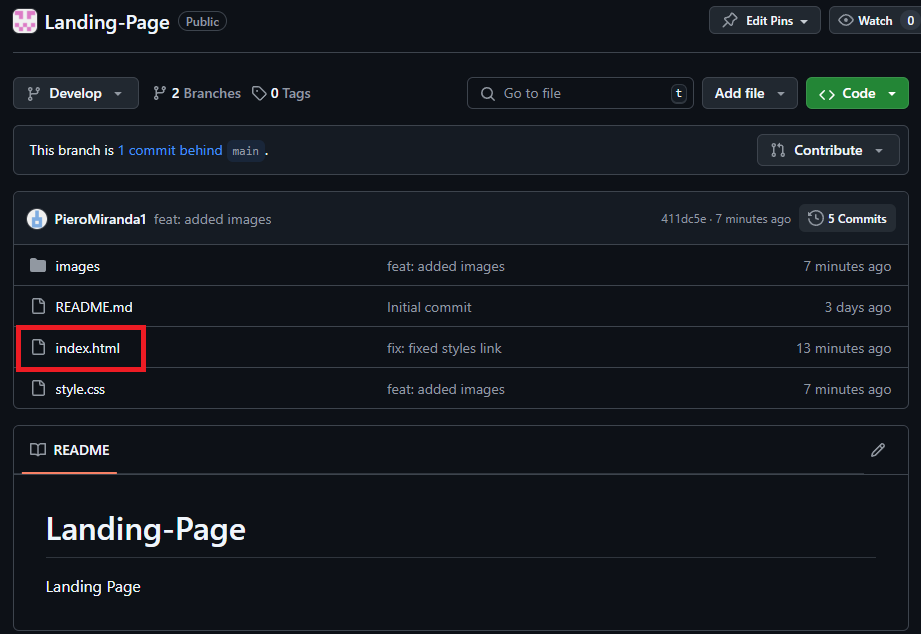 Landing-Page Public Edit Pins Watch 0
Develop 2 Branches 0 Tags Go to file t Add file Code
This branch is 1 commit behind main . Contribute
PieroMiranda1 feat: added images 411dc5e · 7 minutes ago 5 Commits
images feat: added images 7 minutes ago
README.md Initial commit 3 days ago
index.html fix: fixed styles link 13 minutes ago
style.css feat: added images 7 minutes ago
README
Landing-Page
Landing Page